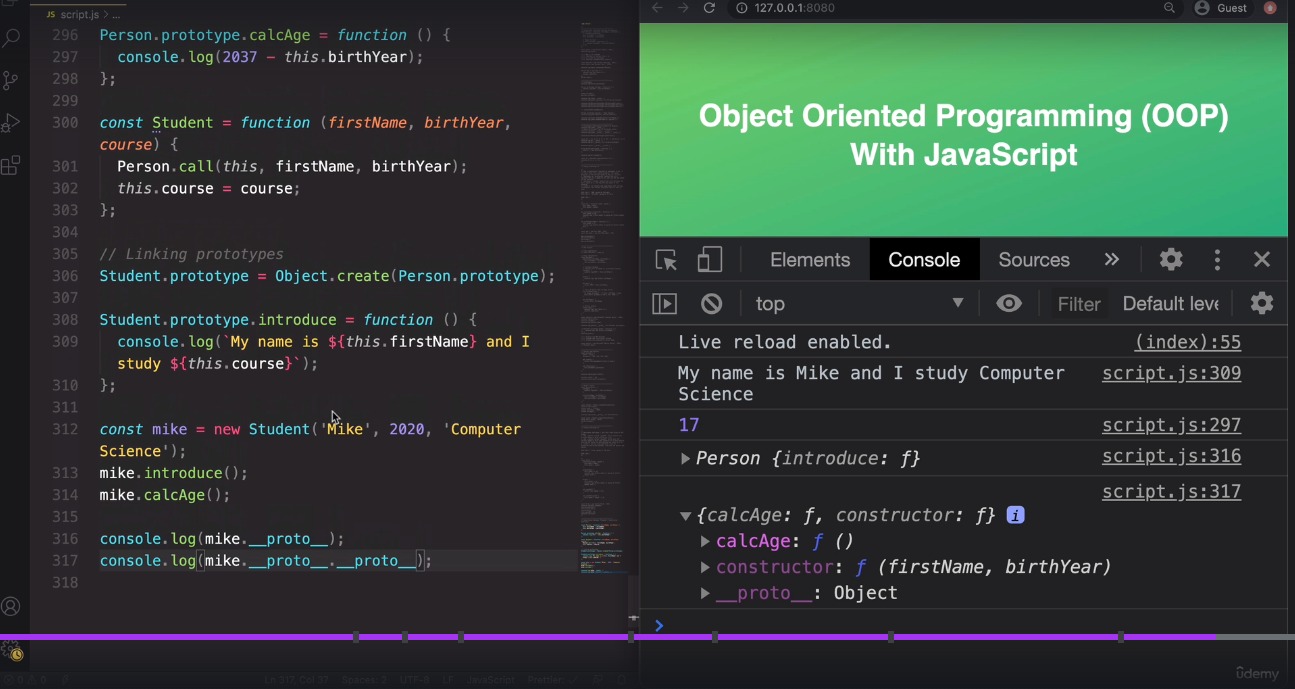 JS script.js > ...
296 Person.prototype.calcAge = function () {
297 console.log(2037 - this.birthYear);
298 };
299
300 const Student = function (firstName, birthYear,
course) {
301 Person.call(this, firstName, birthYear);
302 this.course = course;
303 };
304
305 // Linking prototypes
306 Student.prototype = Object.create(Person.prototype);
307
308 Student.prototype.introduce = function () {
309 console.log(`My name is ${this.firstName} and I
study ${this.course}`);
310 };
311
312 const mike = new Student('Mike', 2020, 'Computer
Science');
313 mike.introduce();
314 mike.calcAge();
315
316 console.log(mike.__proto__);
317 console.log(mike.__proto__.__proto__);
318
Ln 317, Col 37 Spaces: 2 UTF-8 LF JavaScript Prettier
127.0.0.1:8080 Guest
Object Oriented Programming (OOP)
With JavaScript
Elements Console Sources »
top Filter Default leve
Live reload enabled. (index):55
My name is Mike and I study Computer script.js:309
Science
17 script.js:297
Person {introduce: ƒ} script.js:316
script.js:317
{calcAge: ƒ, constructor: ƒ} i
calcAge: ƒ ()
constructor: ƒ (firstName, birthYear)
__proto__: Object
>
ûdemy